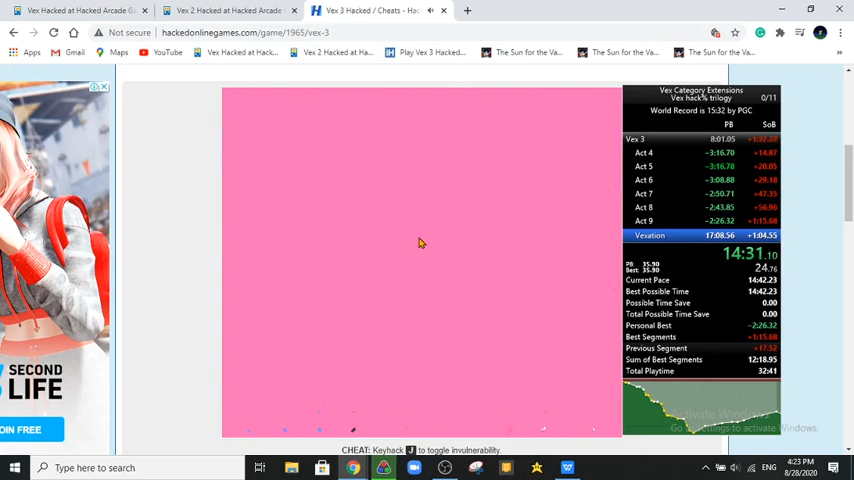 Vex Hacked at Hacked Arcade Ga
Vex 2 Hacked at Hacked Arcade
Vex 3 Hacked / Cheats - Hac
Not secure
hackedonlinegames.com/game/1965/vex-3
Apps
Gmail
Maps
YouTube
Vex Hacked at Hack...
Vex 2 Hacked at Ha...
Play Vex 3 Hacked...
The Sun for the Va...
The Sun for the Va...
The Sun for the Va...
Vex Category Extensions
Vex hack% trilogy 0/11
World Record is 15:32 by PGC
PB SoB
Vex 3 8:01.05 +1:32.28
Act 4 −3:16.70 +14.87
Act 5 −3:16.78 +20.05
Act 6 −3:08.88 +29.18
Act 7 −2:50.71 +47.35
Act 8 −2:43.85 +56.96
Act 9 −2:26.32 +1:15.68
Vexation 17:08.56 +1:04.55
14:31.10
PB: 35.90
Best: 35.90
24.76
Current Pace 14:42.23
Best Possible Time 14:42.23
Possible Time Save 0.00
Total Possible Time Save 0.00
Personal Best −2:26.32
Best Segments +1:15.68
Previous Segment +17.52
Sum of Best Segments 12:18.95
Total Playtime 32:41
Activate Windows
Go to Settings to activate Windows.
SECOND
LIFE
JOIN FREE
CHEAT: Keyhack J to toggle invulnerability.
Type here to search
ENG
4:23 PM
8/28/2020